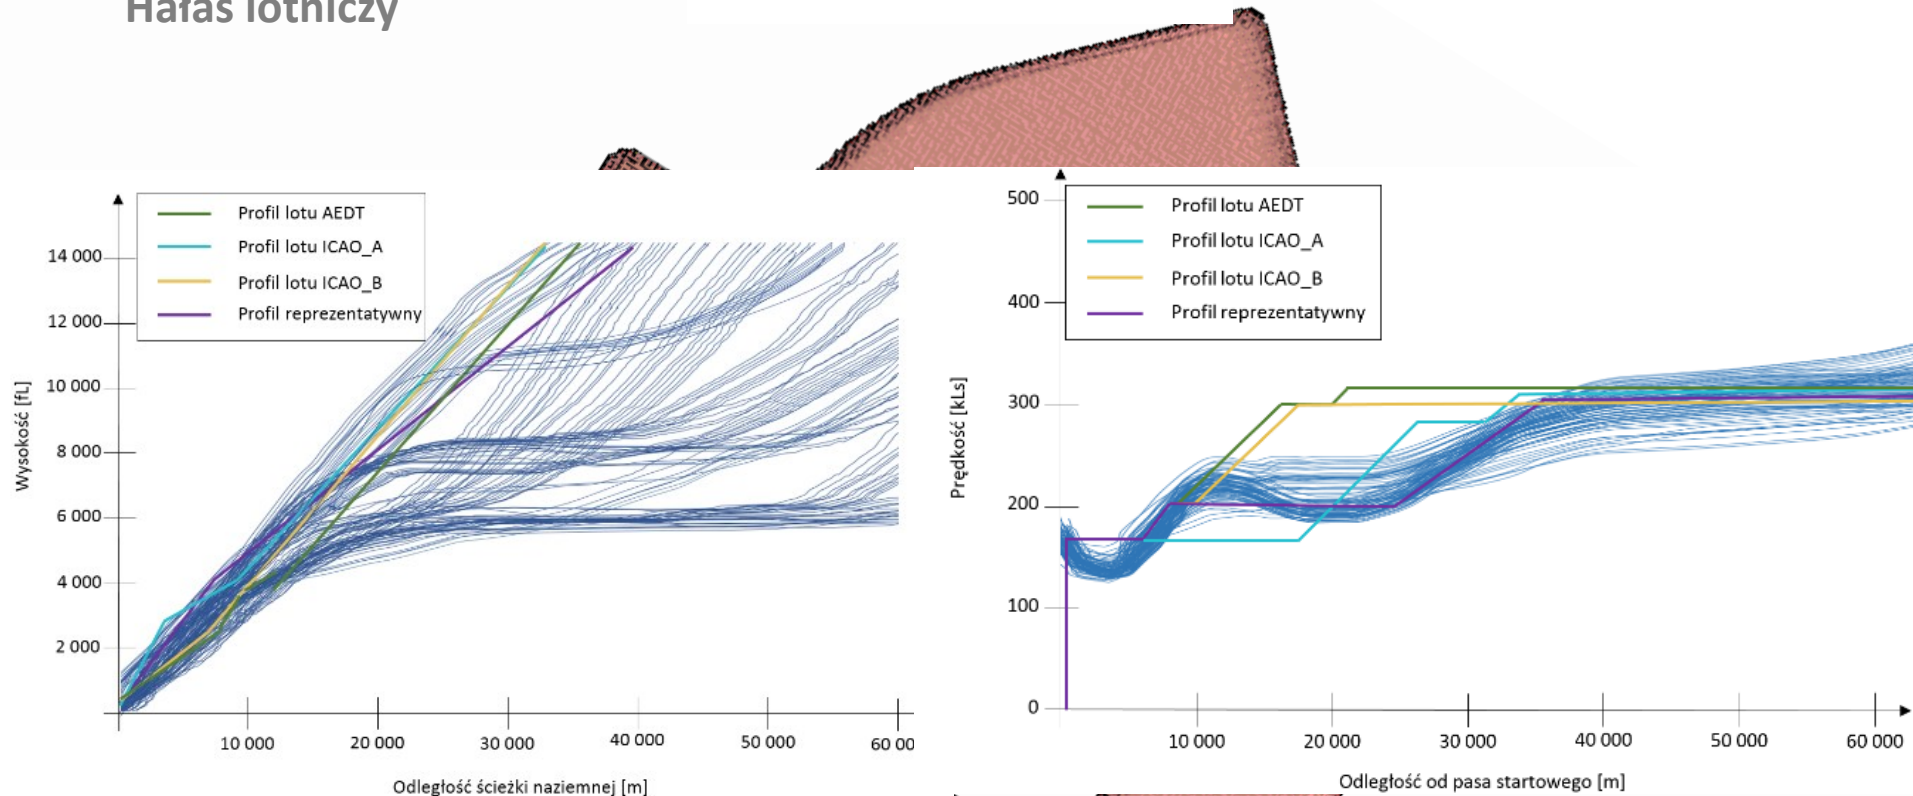 Hałas lotniczy
Profil lotu AEDT
Profil lotu ICAO_A
Profil lotu ICAO_B
Profil reprezentatywny
14 000
12 000
10 000
8 000
6 000
4 000
2 000
Wysokość [fL]
10 000
20 000
30 000
40 000
50 000
60 00
Odległość ścieżki naziemnej [m]
Profil lotu AEDT
Profil lotu ICAO_A
Profil lotu ICAO_B
Profil reprezentatywny
500
400
300
200
100
0
Prędkość [kLs]
10 000
20 000
30 000
40 000
50 000
60 000
Odległość od pasa startowego [m]